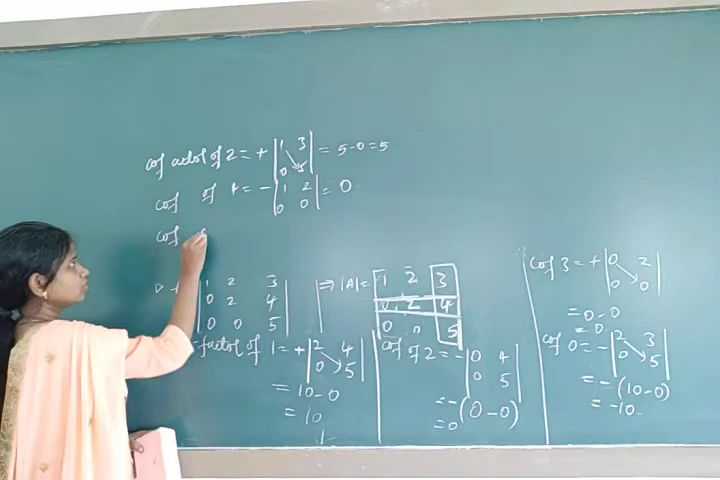 cof actor of 2 = + |1 3| = 5-0 = 5
|0 5|
cof of 4 = - |1 2| = 0
|0 0|
cof
|1 2 3| ⇒ |A| = |1 2 3|
|0 2 4| |0 2 4|
|0 0 5| |0 0 5|
factor of 1 = + |2 4|
|0 5|
= 10-0
= 10
cof of 2 = - |0 4|
|0 5|
= -(0-0)
= 0
cof 3 = + |0 2|
|0 0|
= 0-0
= 0
cof 0 = - |2 3|
|0 5|
= -(10-0)
= -10